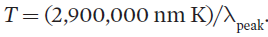 T = (2,900,000 nm K)/λpeak.